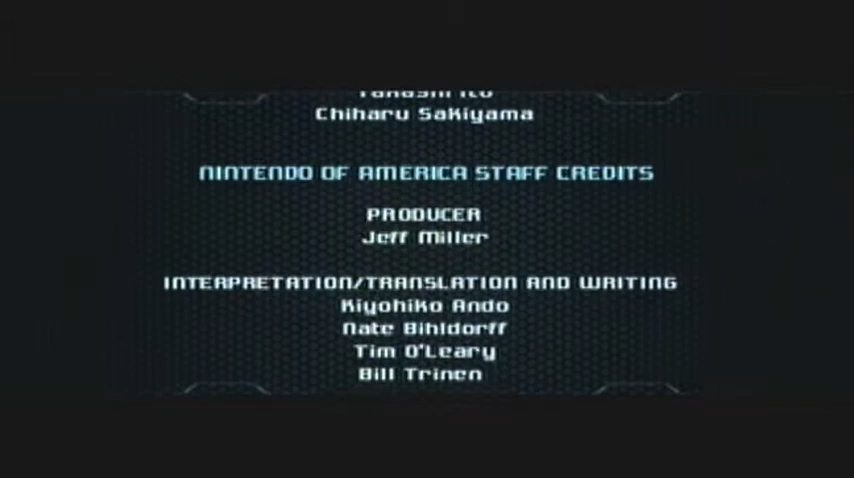 Chiharu Sakiyama
NINTENDO OF AMERICA STAFF CREDITS
PRODUCER
Jeff Miller
INTERPRETATION/TRANSLATION AND WRITING
Kiyohiko Ando
Nate Bihldorff
Tim O'Leary
Bill Trinen